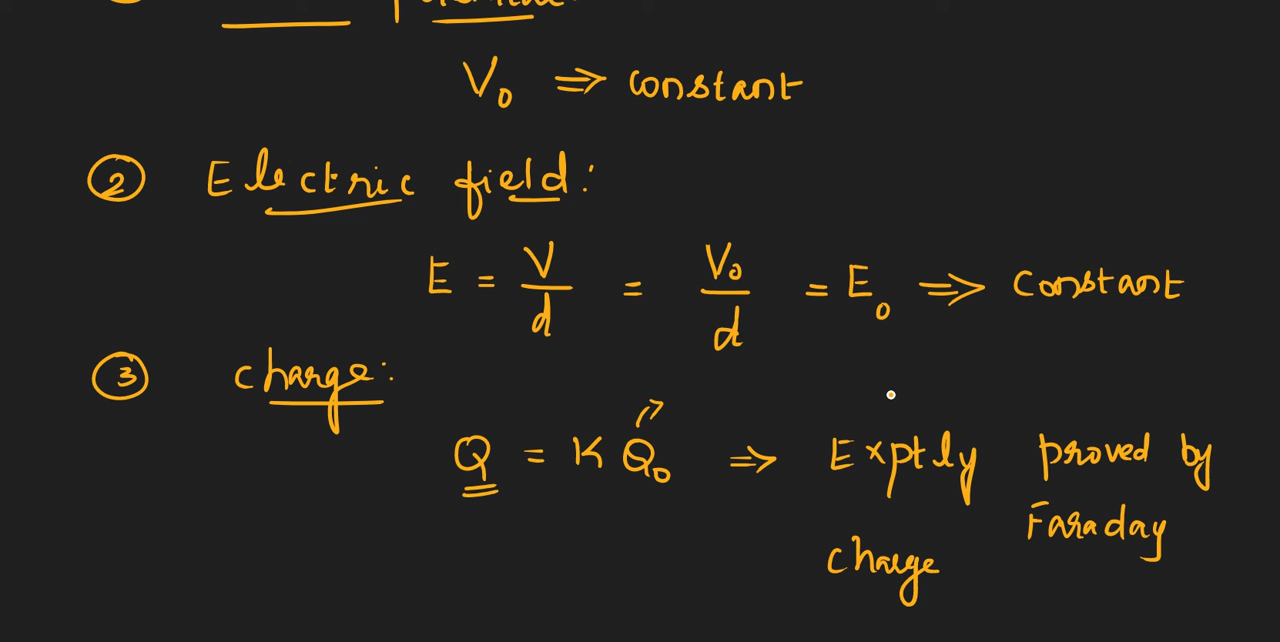 V₀ ⇒ constant
② Electric field:
E = V/d = V₀/d = E₀ ⇒ constant
③ charge:
Q = K Q₀ ⇒ Exptly proved by
Faraday
charge